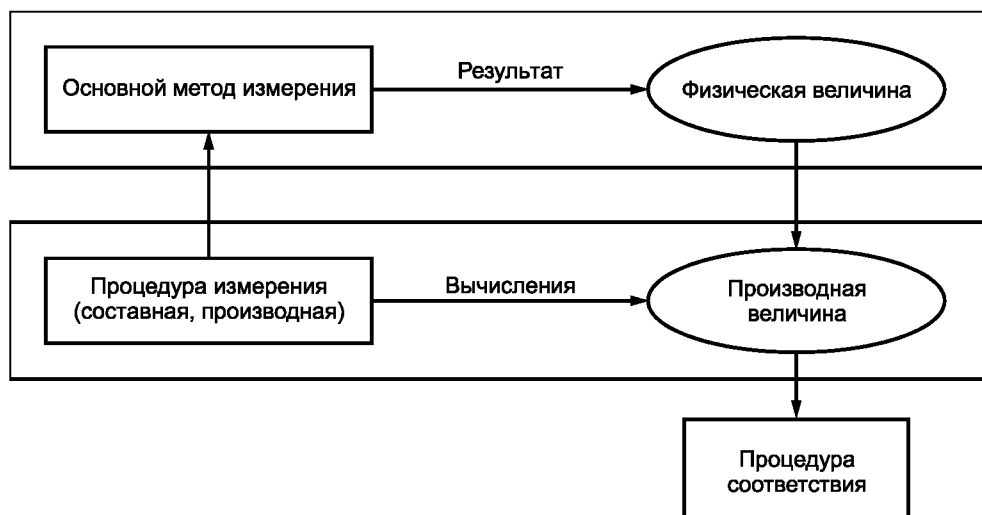 Основной метод измерения
Результат
Физическая величина
Процедура измерения
(составная, производная)
Вычисления
Производная
величина
Процедура
соответствия